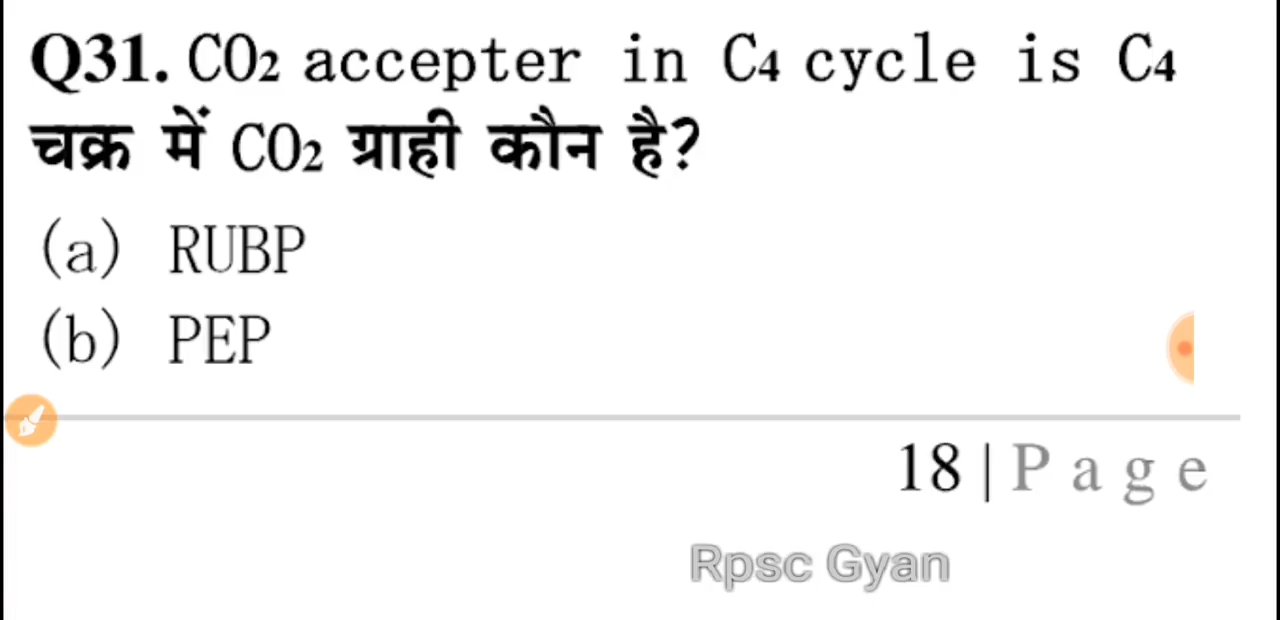 Q31. CO₂ accepter in C₄ cycle is C₄
चक्र में CO₂ ग्राही कौन है?
(a) RUBP
(b) PEP
18 | P a g e
Rpsc Gyan